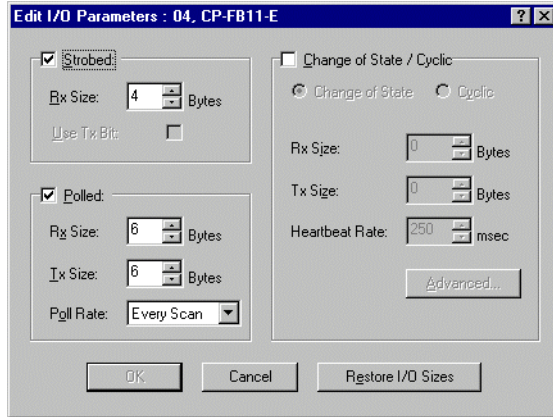 Edit I/O Parameters : 04, CP-FB11-E
Strobed:
Rx Size: 4 Bytes
Use Tx Bit:
Polled:
Rx Size: 6 Bytes
Tx Size: 6 Bytes
Poll Rate: Every Scan
Change of State / Cyclic
Change of State Cyclic
Rx Size: 0 Bytes
Tx Size: 0 Bytes
Heartbeat Rate: 250 msec
Advanced...
OK Cancel Restore I/O Sizes